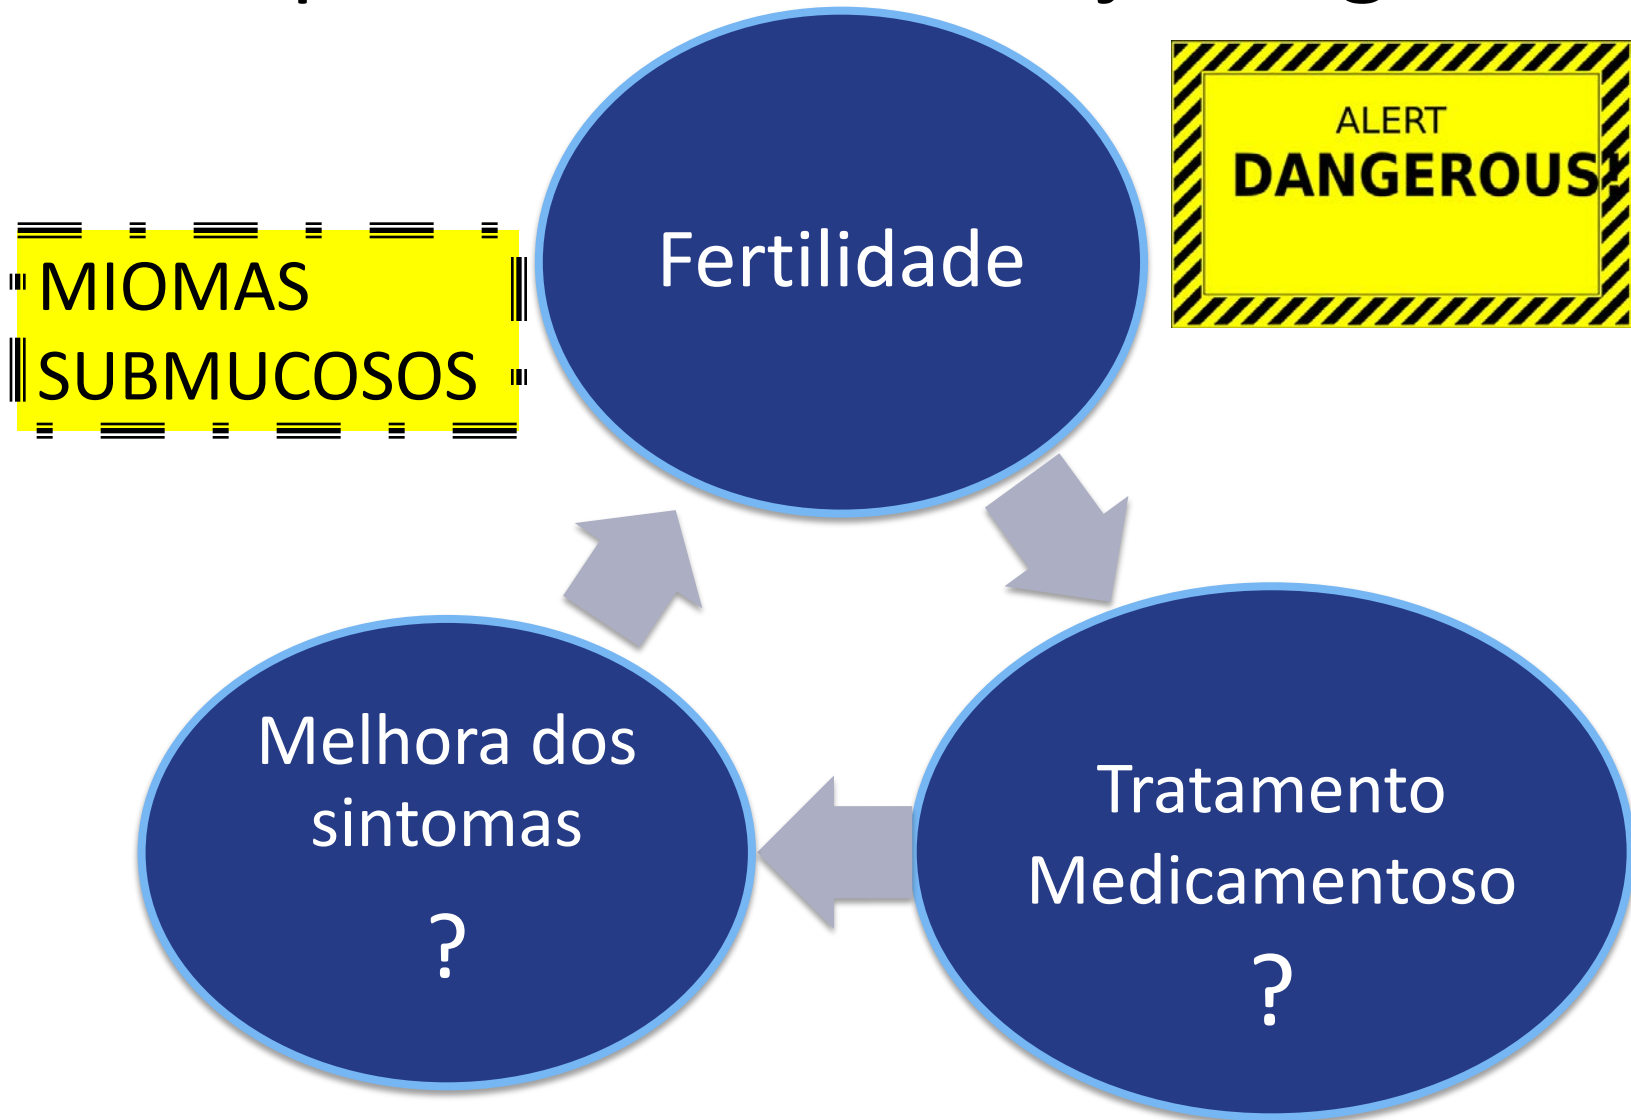 ALERT
DANGEROUS!
Fertilidade
MIOMAS
SUBMUCOSOS
Melhora dos
sintomas
?
Tratamento
Medicamentoso
?